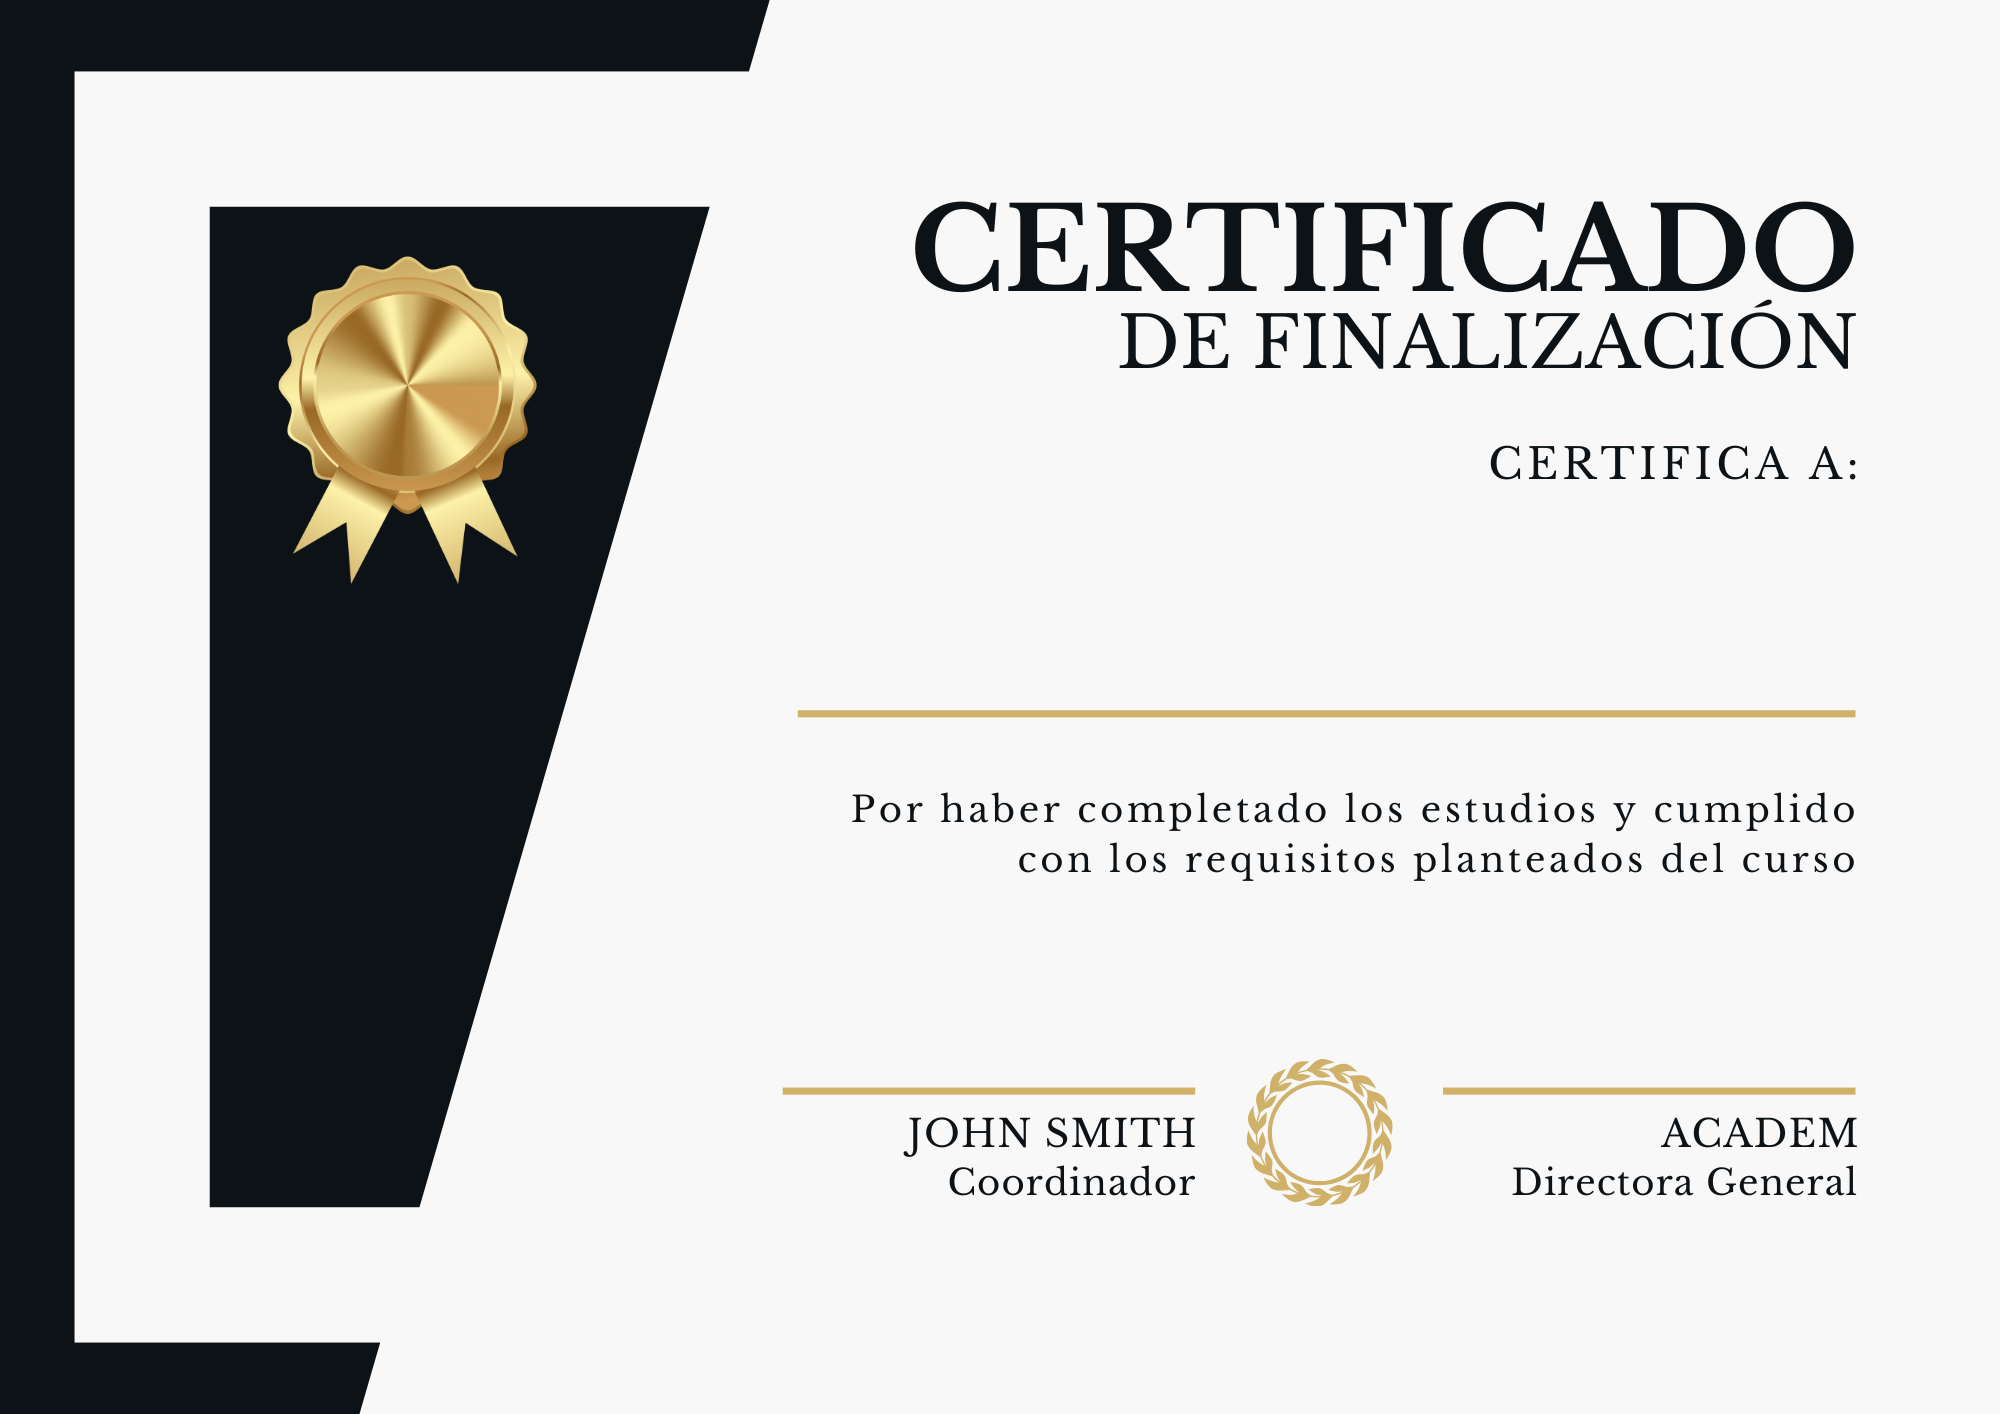 CERTIFICADO
DE FINALIZACIÓN
CERTIFICA A:
Por haber completado los estudios y cumplido
con los requisitos planteados del curso
JOHN SMITH
Coordinador
ACADEM
Directora General